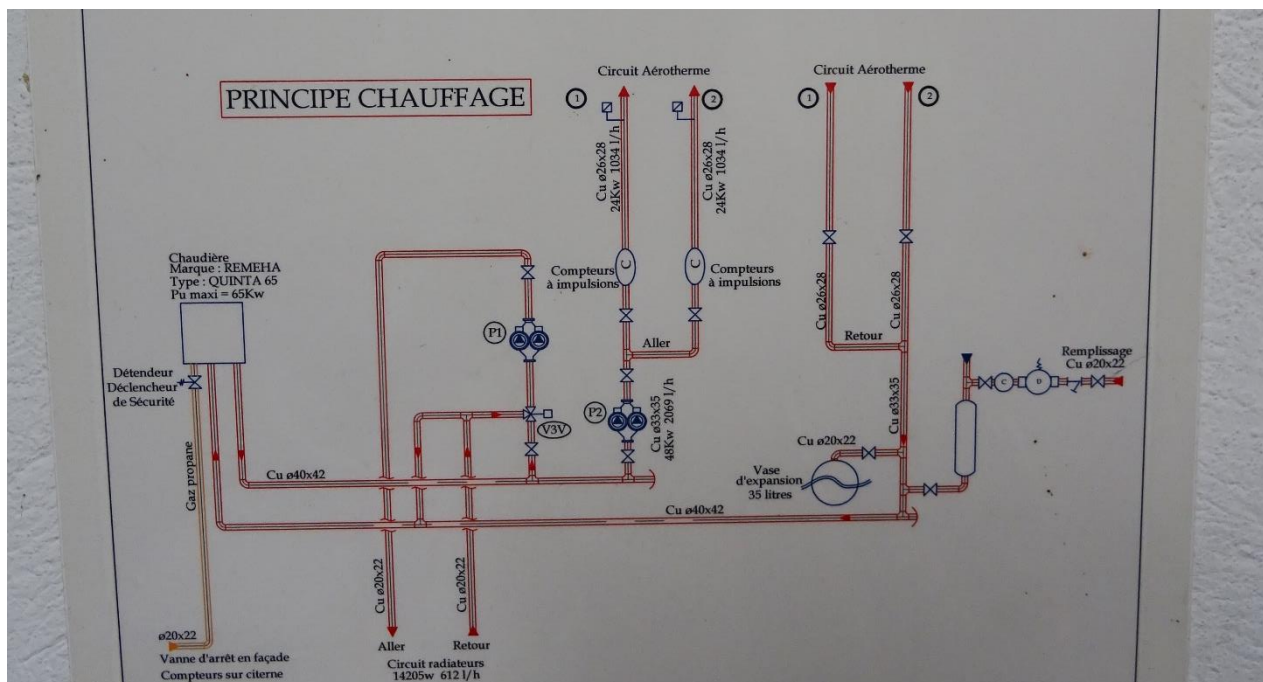 PRINCIPE CHAUFFAGE
Circuit Aérotherme
1
2
Cu ø26x28
24Kw 1034 l/h
Cu ø26x28
24Kw 1034 l/h
Circuit Aérotherme
1
2
Chaudière
Marque : REMEHA
Type : QUINTA 65
Pu maxi = 65Kw
Compteurs
à impulsions
C
C
Compteurs
à impulsions
Cu ø26x28
Cu ø26x28
P1
Aller
Retour
Remplissage
Cu ø20x22
C
D
Détendeur
Déclencheur
de Sécurité
V3V
P2
Cu ø33x35
48Kw 2069 l/h
Cu ø33x35
Cu ø20x22
Vase
d'expansion
35 litres
Gaz propane
Cu ø40x42
Cu ø40x42
Cu ø20x22
Cu ø20x22
ø20x22
Vanne d'arrêt en façade
Compteurs sur citerne
Aller
Retour
Circuit radiateurs
14205w 612 l/h